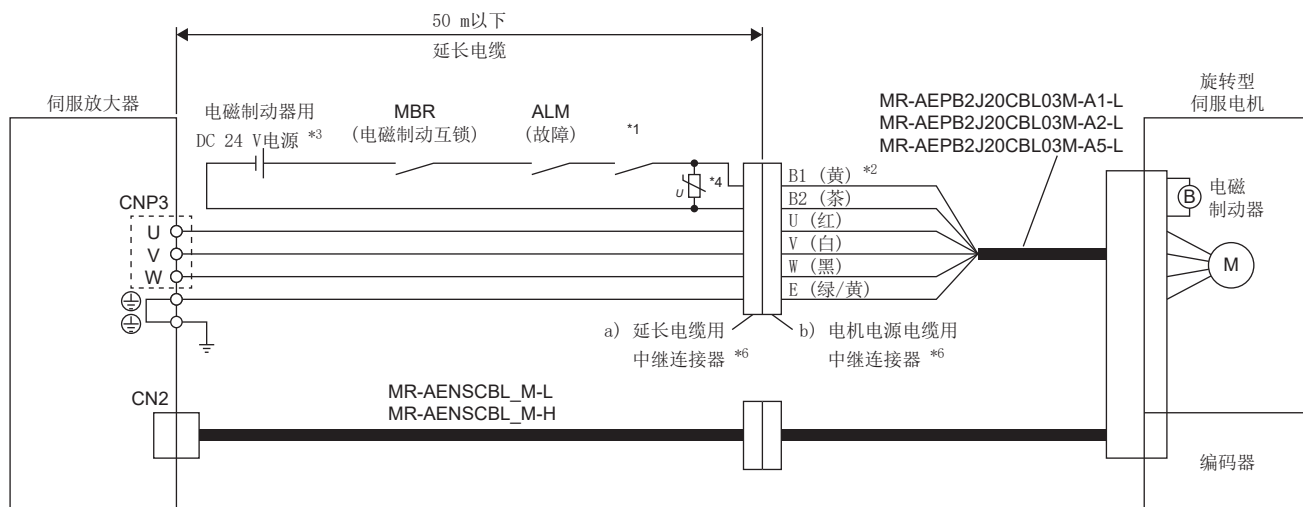 50 m以下
延长电缆
伺服放大器
电磁制动器用
DC 24 V电源 *3
MBR
(电磁制动互锁)
ALM
(故障)
*1
U
*4
MR-AEPB2J20CBL03M-A1-L
MR-AEPB2J20CBL03M-A2-L
MR-AEPB2J20CBL03M-A5-L
旋转型
伺服电机
B1 (黄) *2
B2 (茶)
U (红)
V (白)
W (黑)
E (绿/黄)
B
电磁
制动器
M
CNP3
U
V
W
a) 延长电缆用
中继连接器 *6
b) 电机电源电缆用
中继连接器 *6
CN2
MR-AENSCBL_M-L
MR-AENSCBL_M-H
编码器